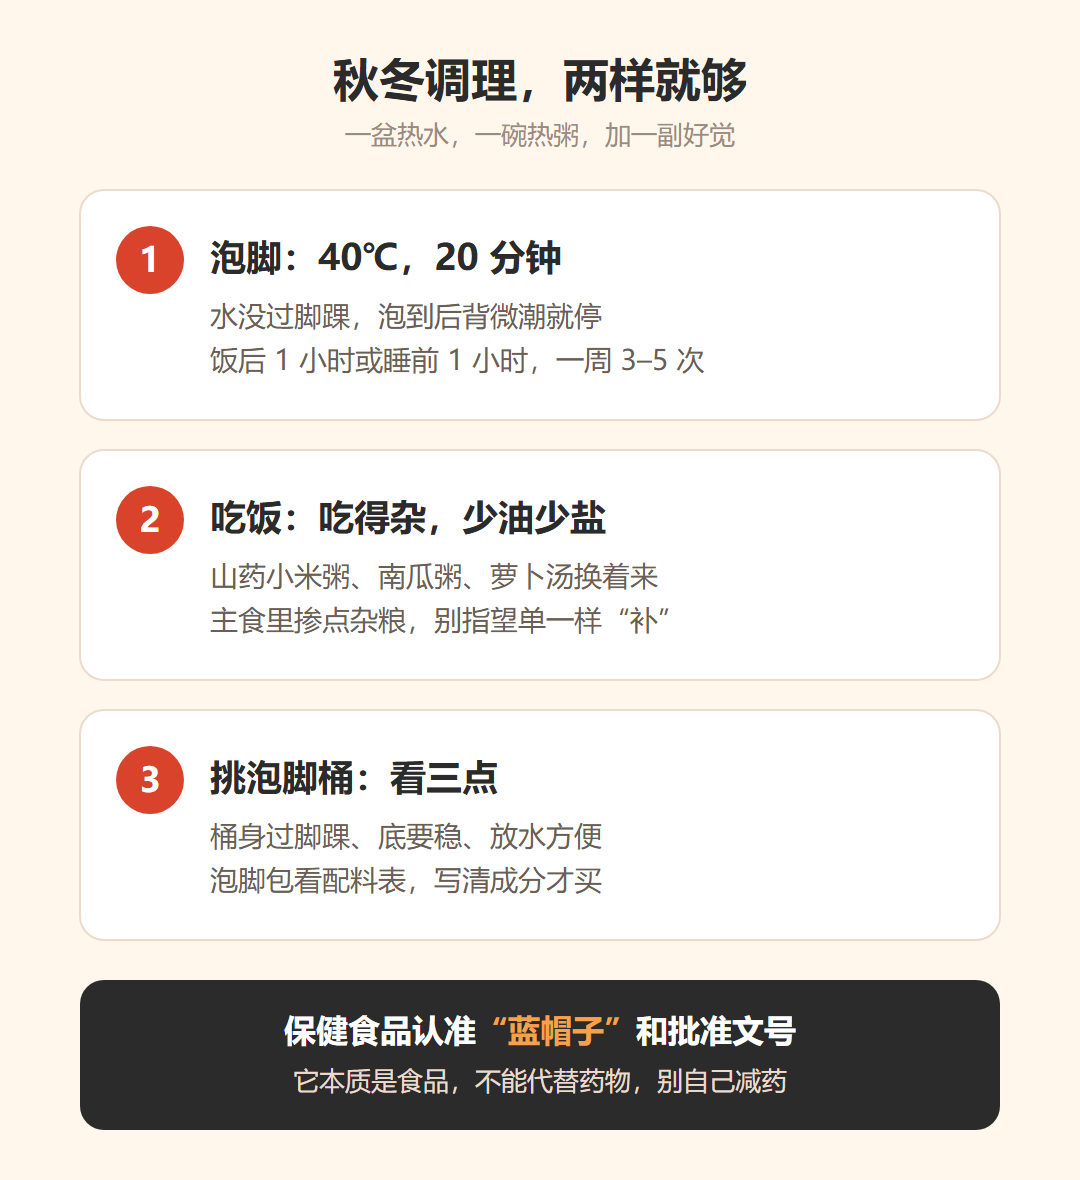 秋冬调理，两样就够
一盆热水，一碗热粥，加一副好觉
1
泡脚：40℃，20 分钟
水没过脚踝，泡到后背微潮就停
饭后 1 小时或睡前 1 小时，一周 3–5 次
2
吃饭：吃得杂，少油少盐
山药小米粥、南瓜粥、萝卜汤换着来
主食里掺点杂粮，别指望单一样“补”
3
挑泡脚桶：看三点
桶身过脚踝、底要稳、放水方便
泡脚包看配料表，写清成分才买
保健食品认准“蓝帽子”和批准文号
它本质是食品，不能代替药物，别自己减药